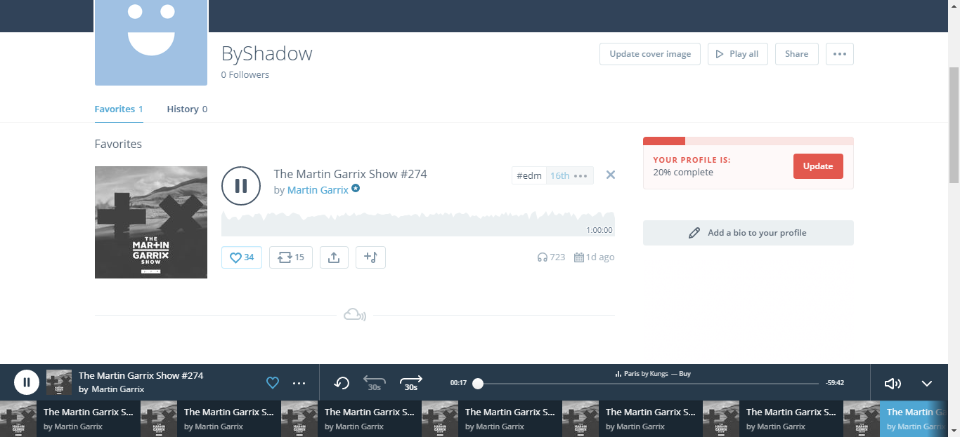 ByShadow
0 Followers
Update cover image
Play all
Share
Favorites 1
History 0
Favorites
The Martin Garrix Show #274
by Martin Garrix
#edm 16th
1:00:00
34
15
723
1d ago
THE
MARTIN
GARRIX
SHOW
YOUR PROFILE IS:
20% complete
Update
Add a bio to your profile
The Martin Garrix Show #274
by Martin Garrix
30s
30s
00:17
Paris by Kungs — Buy
-59:42
The Martin Garrix S...
by Martin Garrix
The Martin Garrix S...
by Martin Garrix
The Martin Garrix S...
by Martin Garrix
The Martin Garrix S...
by Martin Garrix
The Martin Garrix S...
by Martin Garrix
The Martin Garrix S...
by Martin Garrix
The Martin G
by Martin Garrix